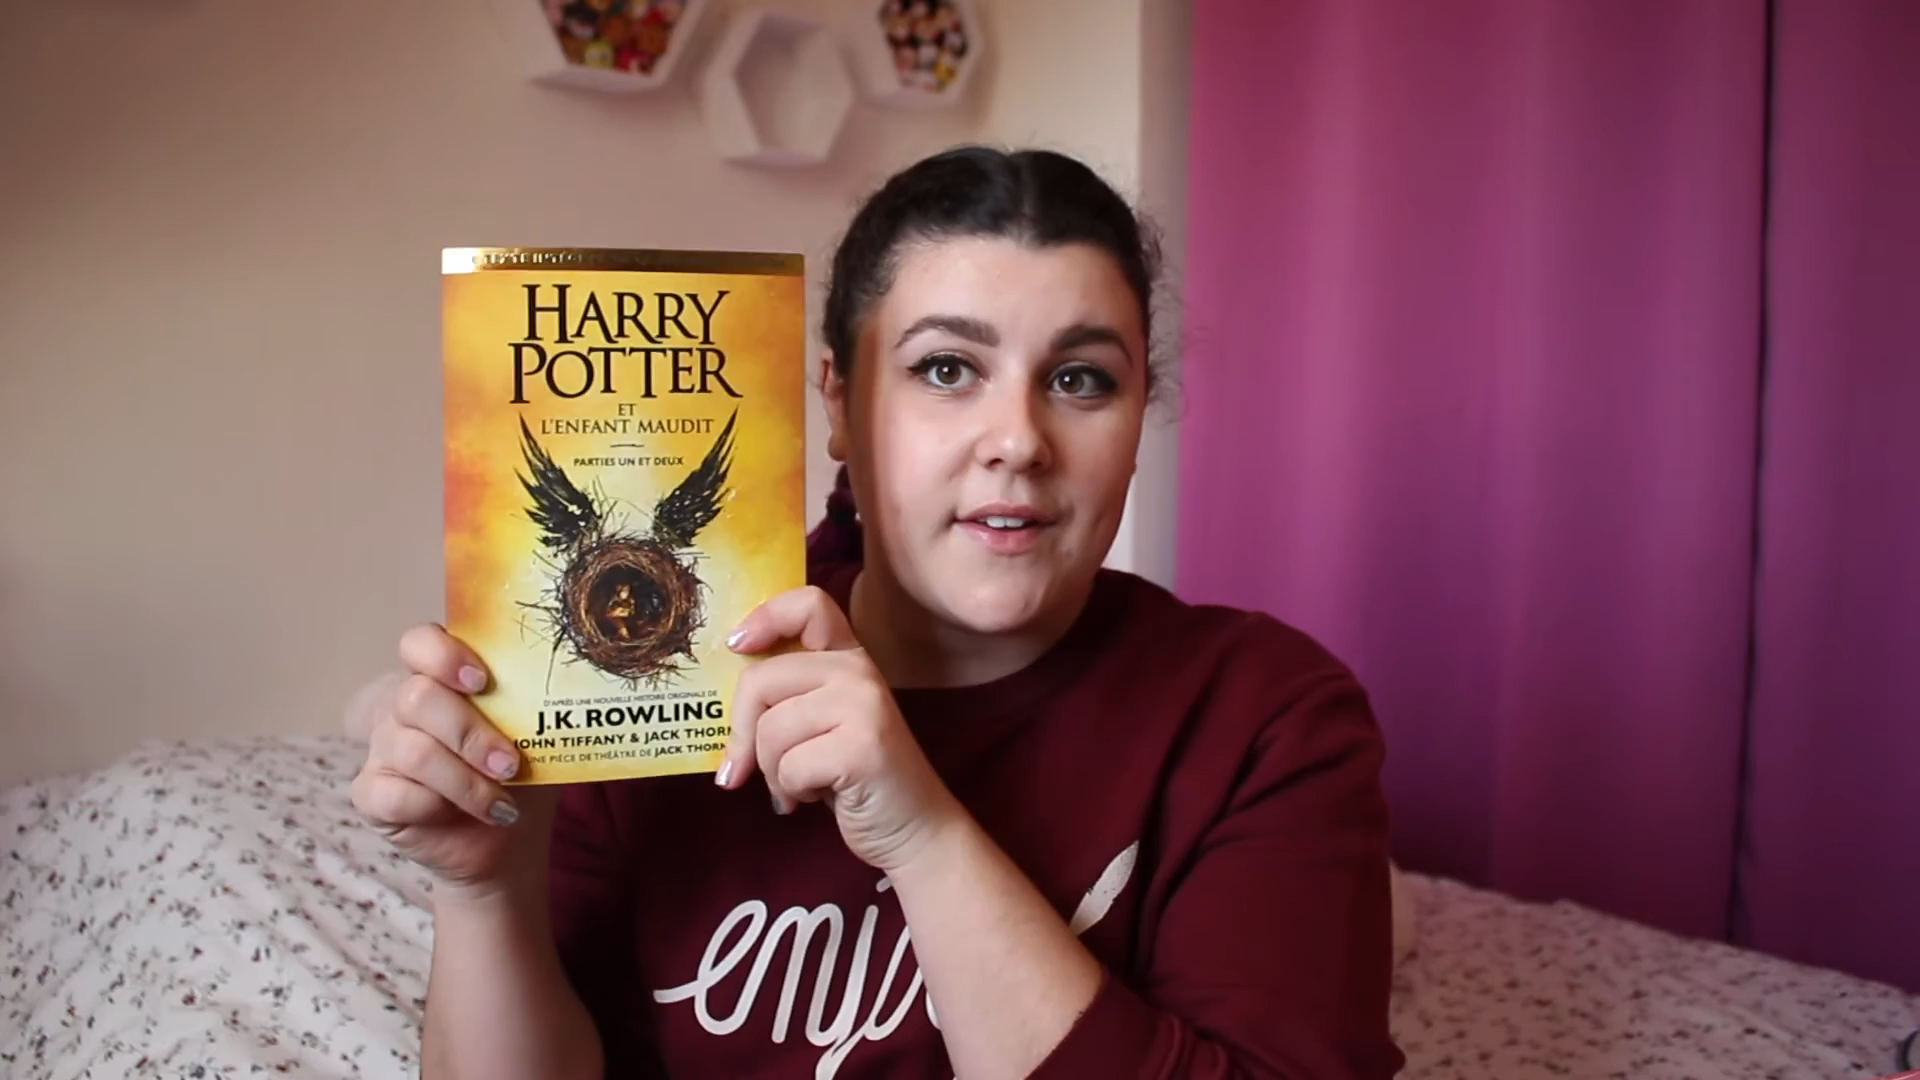 HARRY
POTTER
ET
L'ENFANT MAUDIT
PARTIES UN ET DEUX
D'APRÈS UNE NOUVELLE HISTOIRE ORIGINALE DE
J.K. ROWLING
JOHN TIFFANY & JACK THORN
UNE PIÈCE DE THÉÂTRE DE JACK THORN
enj